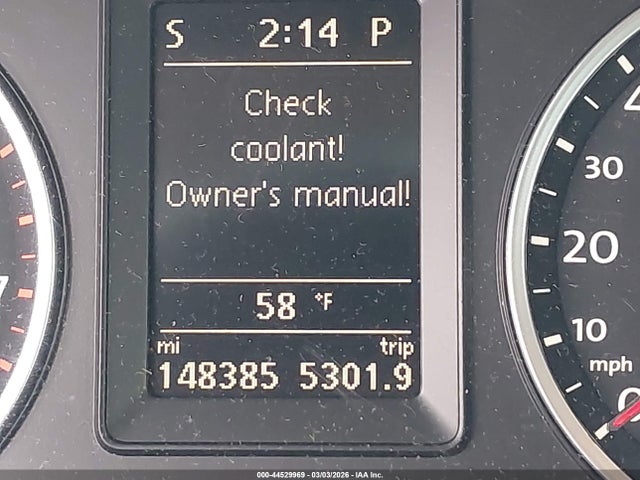 S 2:14 P
Check
coolant!
Owner's manual!
58 °F
mi trip
148385 5301.9
30
20
10
mph
0
000-44529969 - 03/03/2026 - IAA Inc.